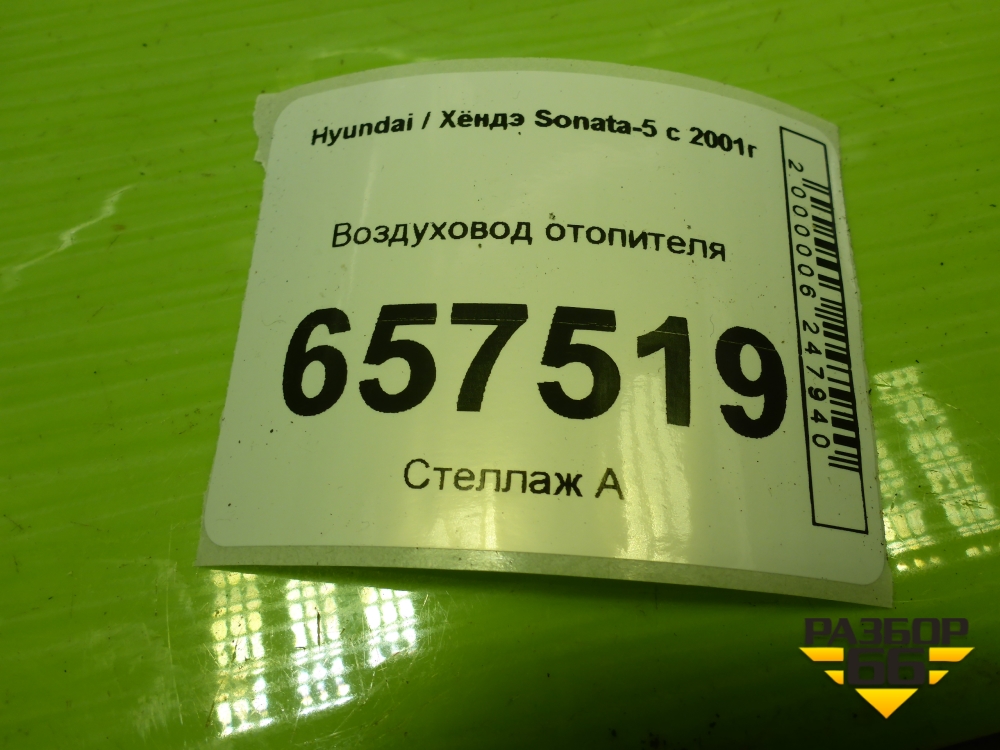 Hyundai / Хёндэ Sonata-5 с 2001г
Воздуховод отопителя
657519
Стеллаж А
2000006247940
РАЗБОР
66